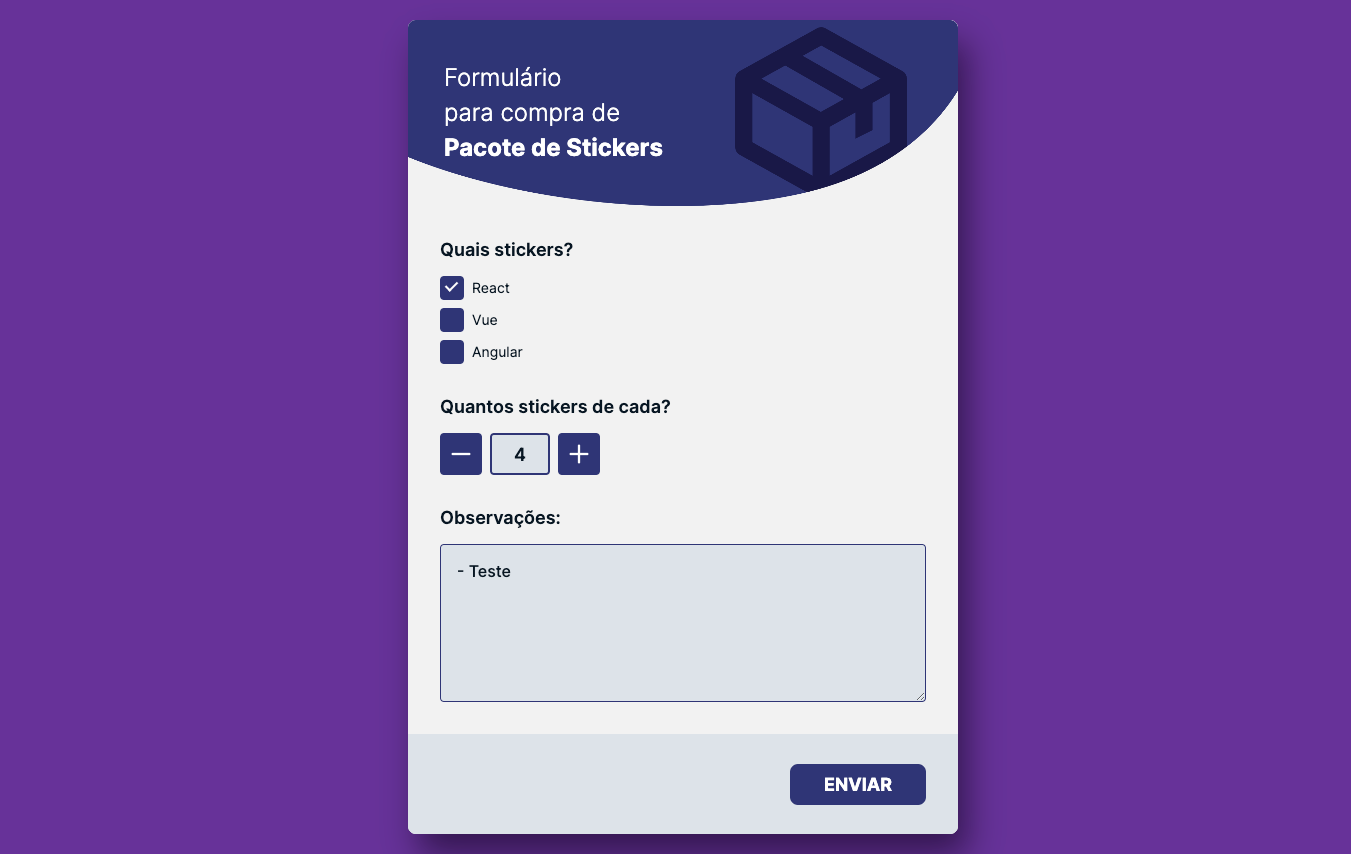 Formulário
para compra de
Pacote de Stickers
Quais stickers?
React
Vue
Angular
Quantos stickers de cada?
4
Observações:
- Teste
ENVIAR